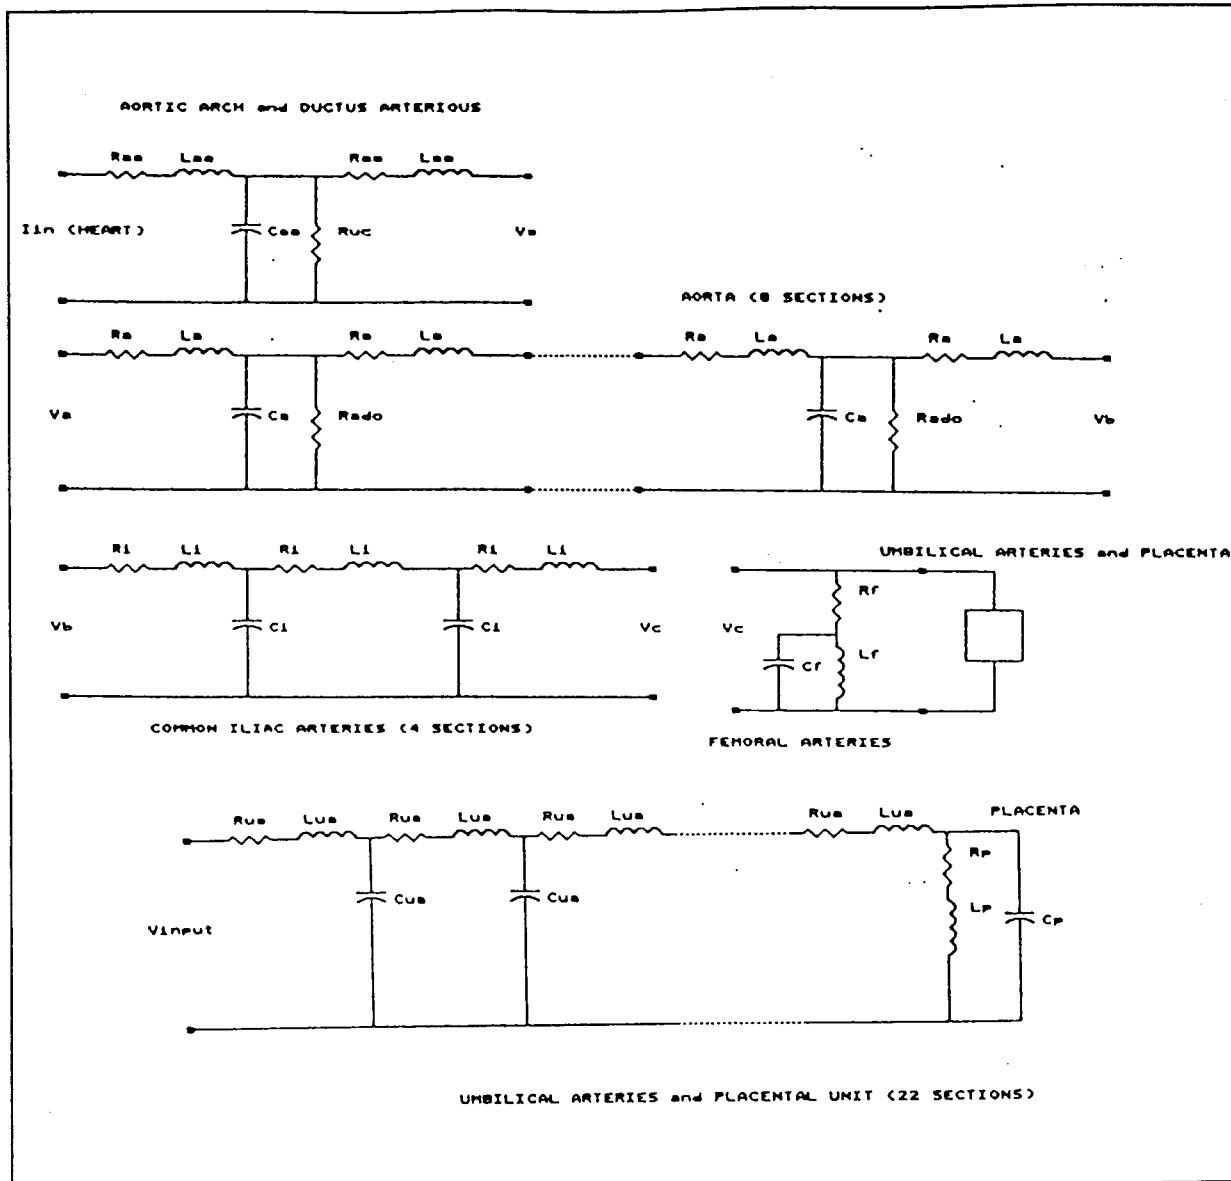 AORTIC ARCH and DUCTUS ARTERIOUS
Raa Laa Raa Laa
Iin (HEART) Caa Ruc Va
AORTA (8 SECTIONS)
Ra La Ra La Ra La Ra La
Va Ca Rado Ca Rado Vb
Ri Li Ri Li Ri Li
UMBILICAL ARTERIES and PLACENTA
Vb Ci Ci Vc
Vc Rf Cf Lf
COMMON ILIAC ARTERIES (4 SECTIONS)
FEMORAL ARTERIES
Rua Lua Rua Lua Rua Lua Rua Lua
PLACENTA
Rp
Cua Cua Lp Cp
Vinput
UMBILICAL ARTERIES and PLACENTAL UNIT (22 SECTIONS)